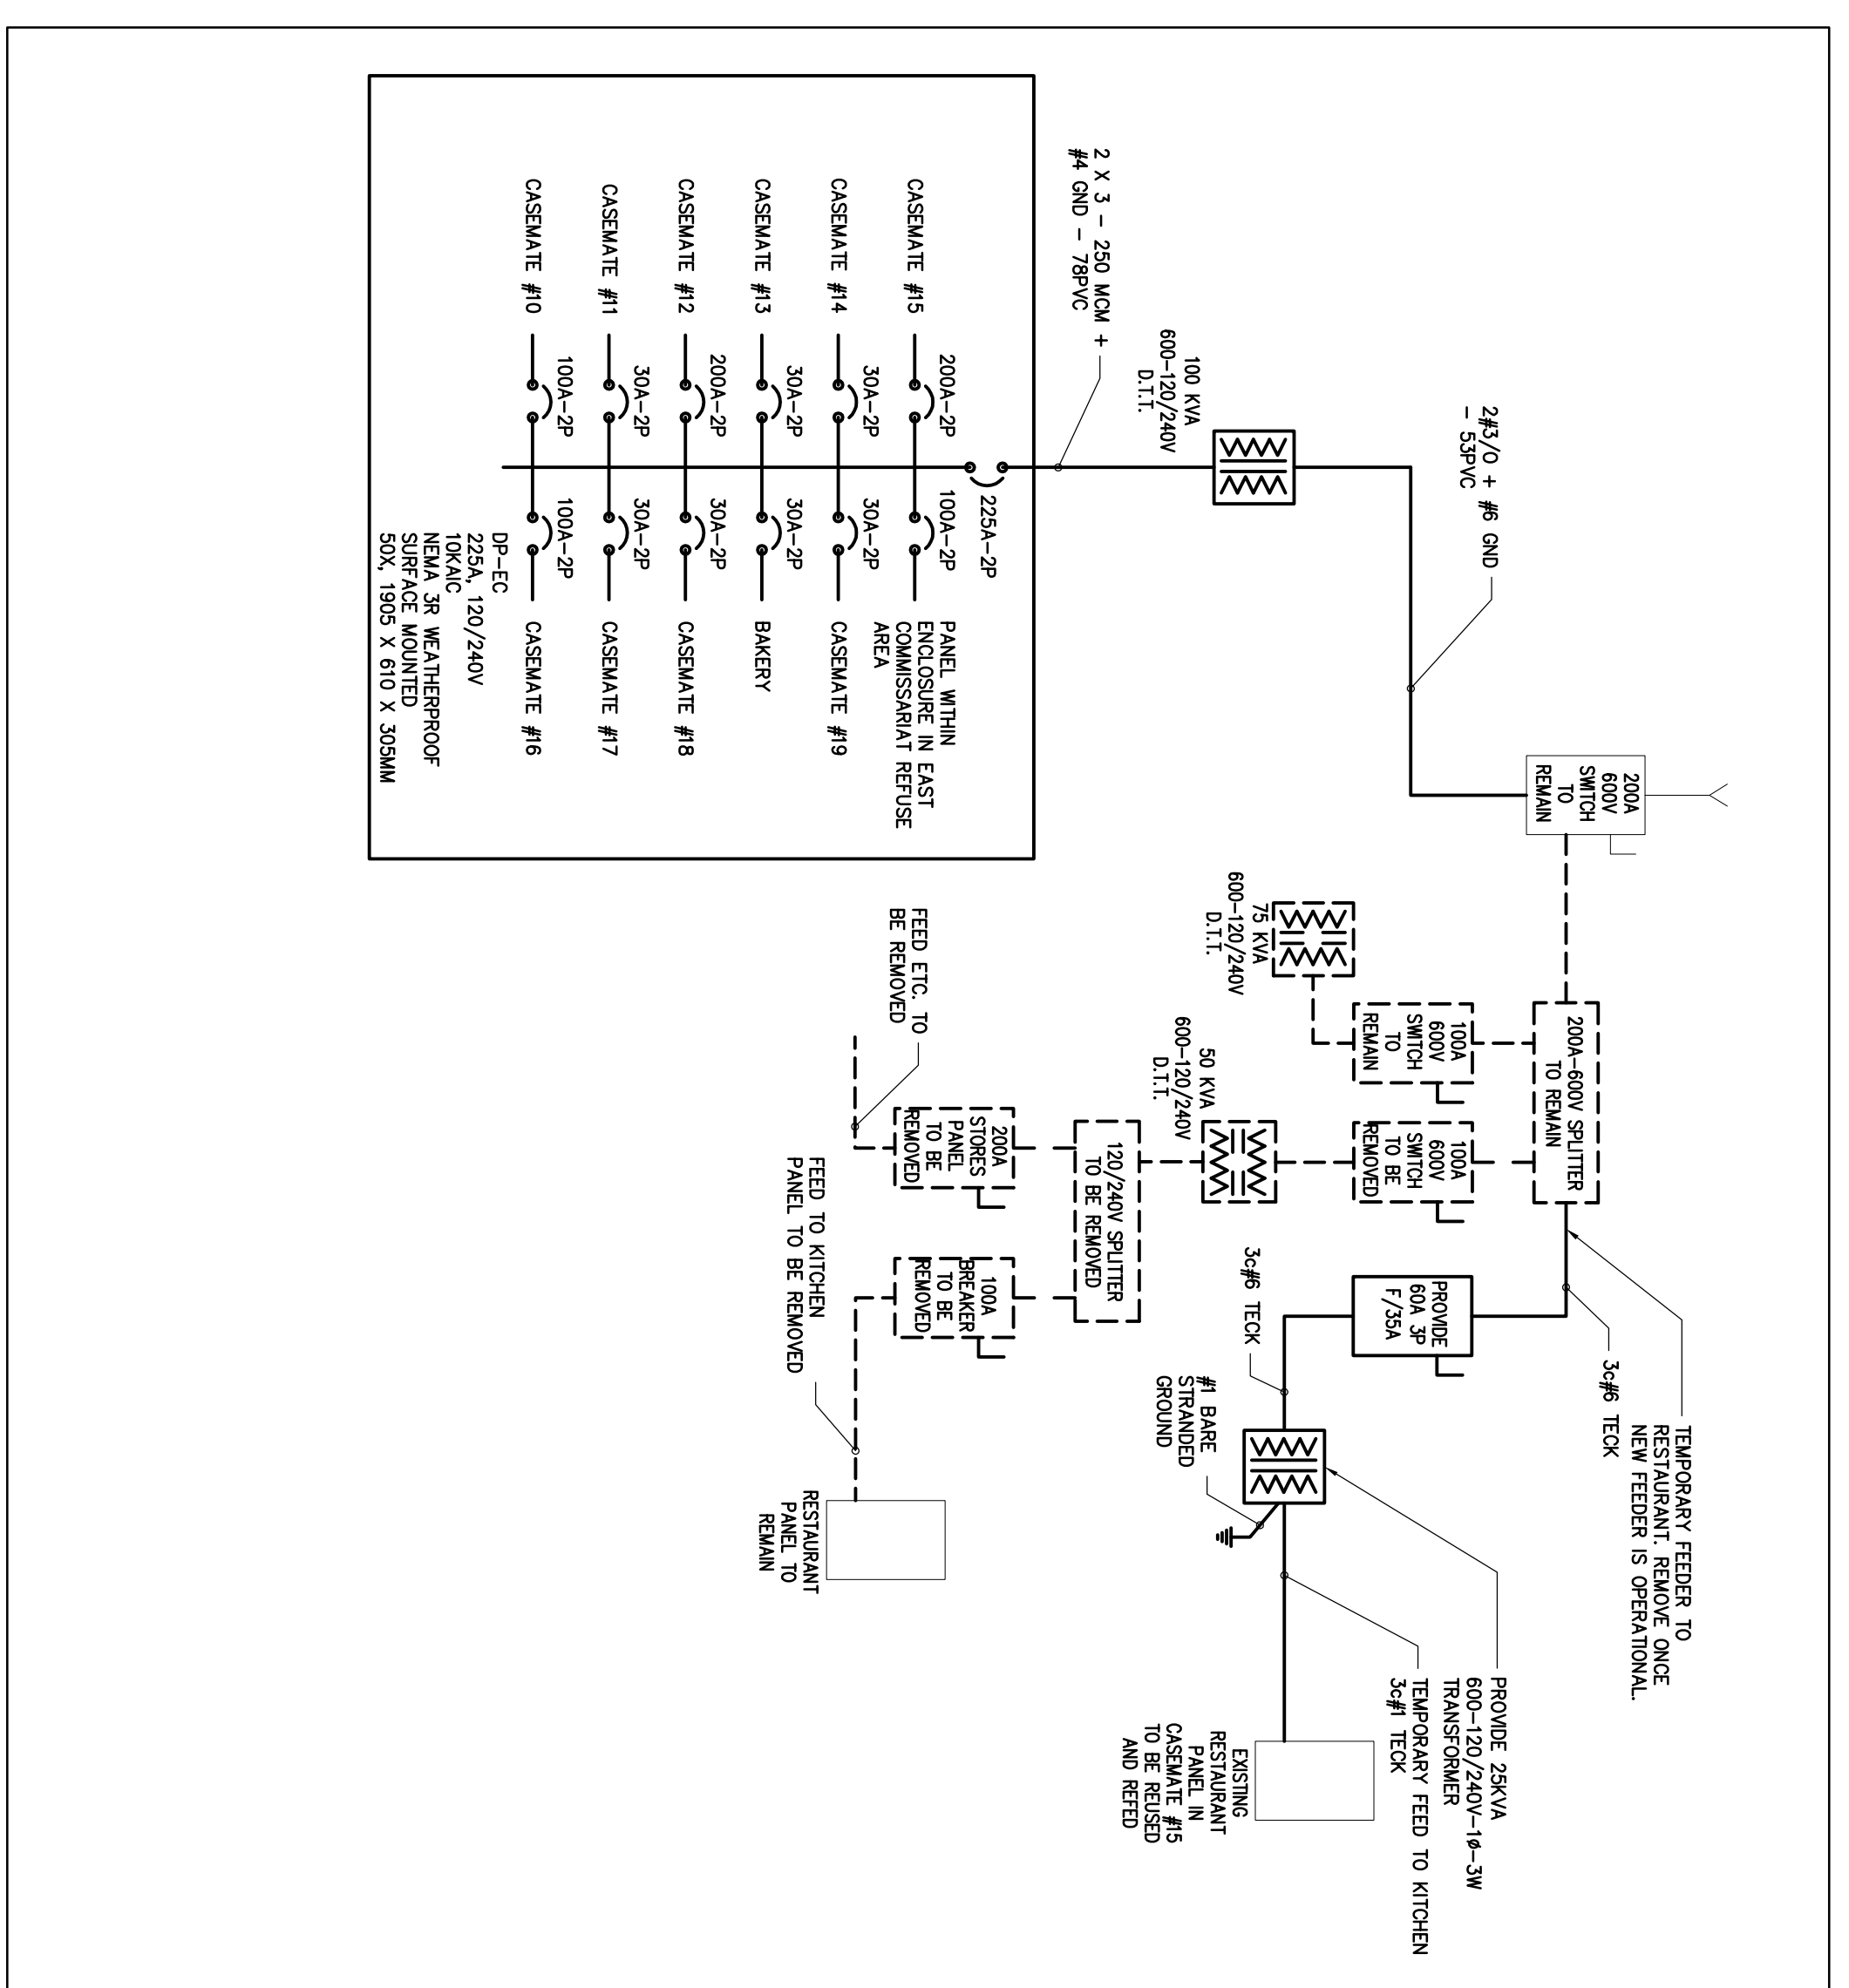 200A
600V
SWITCH
TO
REMAIN
2#3/0 + #6 GND
- 53PVC
100 KVA
600-120/240V
D.T.T.
2 X 3 - 250 MCM +
#4 GND - 78PVC
225A-2P
CASEMATE #15
200A-2P
100A-2P
PANEL WITHIN
ENCLOSURE IN EAST
COMMISSARIAT REFUSE
AREA
CASEMATE #14
30A-2P
30A-2P
CASEMATE #19
CASEMATE #13
30A-2P
30A-2P
BAKERY
CASEMATE #12
200A-2P
30A-2P
CASEMATE #18
CASEMATE #11
30A-2P
30A-2P
CASEMATE #17
CASEMATE #10
100A-2P
100A-2P
CASEMATE #16
DP-EC
225A, 120/240V
10KAIC
NEMA 3R WEATHERPROOF
SURFACE MOUNTED
50X, 1905 X 610 X 305MM
200A-600V SPLITTER
TO REMAIN
100A
600V
SWITCH
TO
REMAIN
75 KVA
600-120/240V
D.T.T.
100A
600V
SWITCH
TO BE
REMOVED
50 KVA
600-120/240V
D.T.T.
120/240V SPLITTER
TO BE REMOVED
200A
STORES
PANEL
TO BE
REMOVED
FEED ETC. TO
BE REMOVED
100A
BREAKER
TO BE
REMOVED
FEED TO KITCHEN
PANEL TO BE REMOVED
RESTAURANT
PANEL TO
REMAIN
TEMPORARY FEEDER TO
RESTAURANT. REMOVE ONCE
NEW FEEDER IS OPERATIONAL.
3c#6 TECK
PROVIDE
60A 3P
F/35A
3c#6 TECK
#1 BARE
STRANDED
GROUND
PROVIDE 25KVA
600-120/240V-1ø-3W
TRANSFORMER
TEMPORARY FEED TO KITCHEN
3c#1 TECK
EXISTING
RESTAURANT
PANEL IN
CASEMATE #15
TO BE REUSED
AND REFED